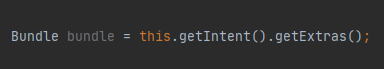 Bundle bundle = this.getIntent().getExtras();